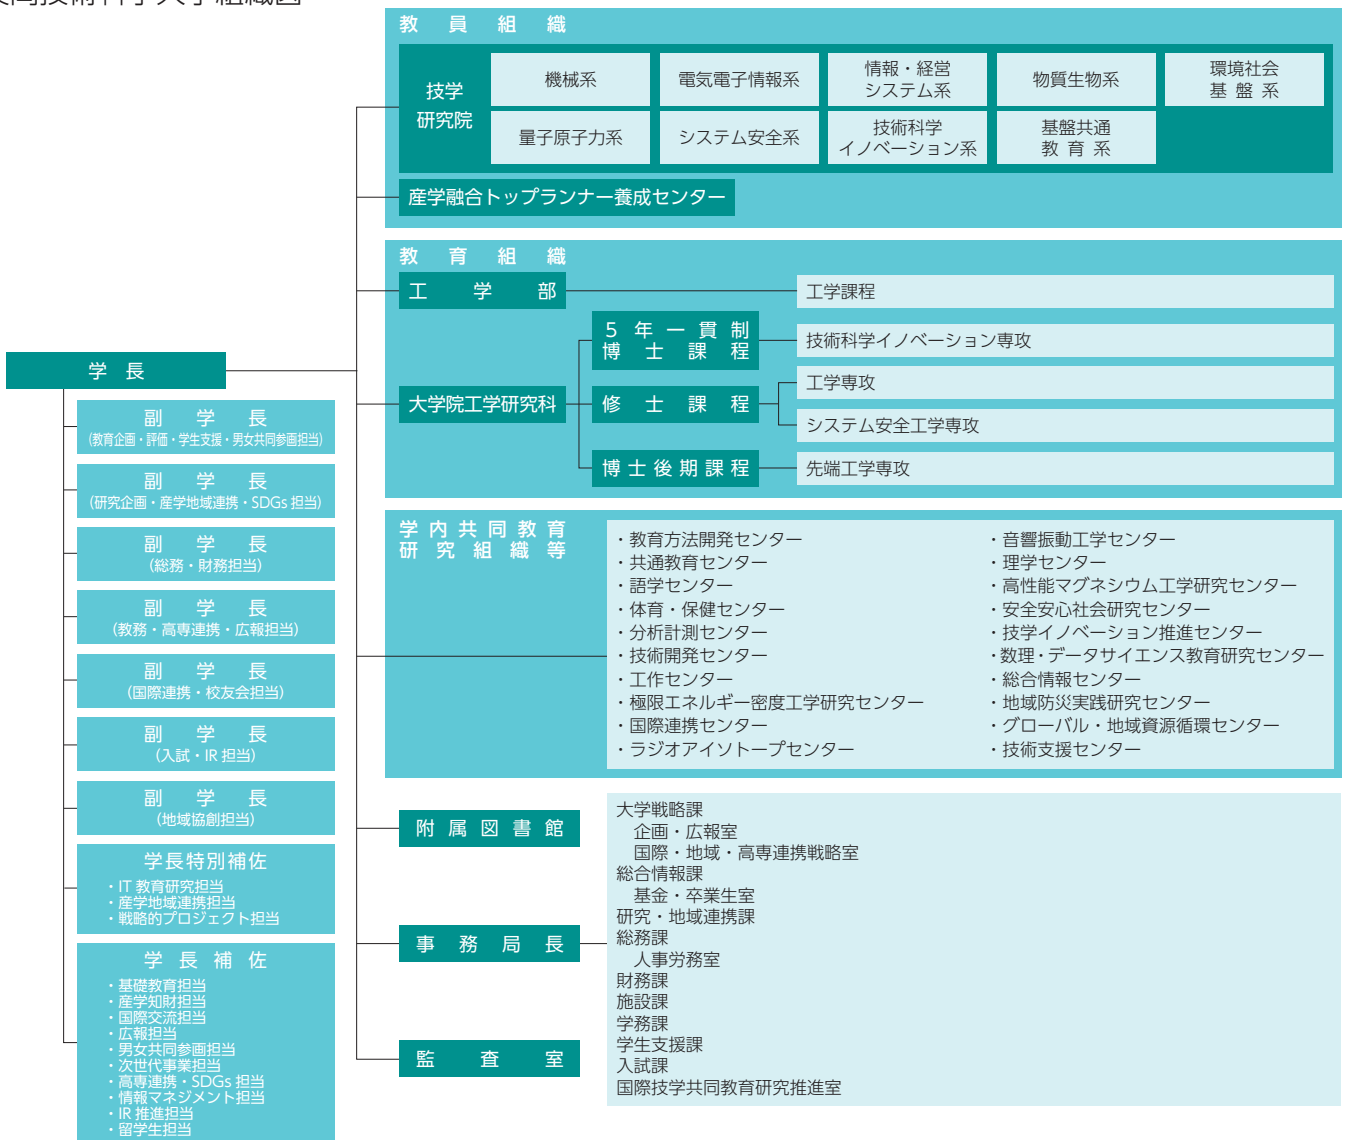 技術科学大学組織図
教員組織
技学
研究院
機械系
電気電子情報系
情報・経営
システム系
物質生物系
環境社会
基盤系
量子原子力系
システム安全系
技術科学
イノベーション系
基盤共通
教育系
産学融合トップランナー養成センター
教育組織
工学部
工学課程
5年一貫制
博士課程
技術科学イノベーション専攻
大学院工学研究科
修士課程
工学専攻
システム安全工学専攻
博士後期課程
先端工学専攻
学内共同教育
研究組織等
・教育方法開発センター
・共通教育センター
・語学センター
・体育・保健センター
・分析計測センター
・技術開発センター
・工作センター
・極限エネルギー密度工学研究センター
・国際連携センター
・ラジオアイソトープセンター
・音響振動工学センター
・理学センター
・高性能マグネシウム工学研究センター
・安全安心社会研究センター
・技学イノベーション推進センター
・数理・データサイエンス教育研究センター
・総合情報センター
・地域防災実践研究センター
・グローバル・地域資源循環センター
・技術支援センター
附属図書館
事務局長
大学戦略課
企画・広報室
国際・地域・高専連携戦略室
総合情報課
基金・卒業生室
研究・地域連携課
総務課
人事労務室
財務課
施設課
学務課
学生支援課
入試課
国際技学共同教育研究推進室
監査室
学長
副学長
(教育企画・評価・学生支援・男女共同参画担当)
副学長
(研究企画・産学地域連携・SDGs 担当)
副学長
(総務・財務担当)
副学長
(教務・高専連携・広報担当)
副学長
(国際連携・校友会担当)
副学長
(入試・IR 担当)
副学長
(地域協創担当)
学長特別補佐
・IT 教育研究担当
・産学地域連携担当
・戦略的プロジェクト担当
学長補佐
・基礎教育担当
・産学知財担当
・国際交流担当
・広報担当
・男女共同参画担当
・次世代事業担当
・高専連携・SDGs 担当
・情報マネジメント担当
・IR 推進担当
・留学生担当